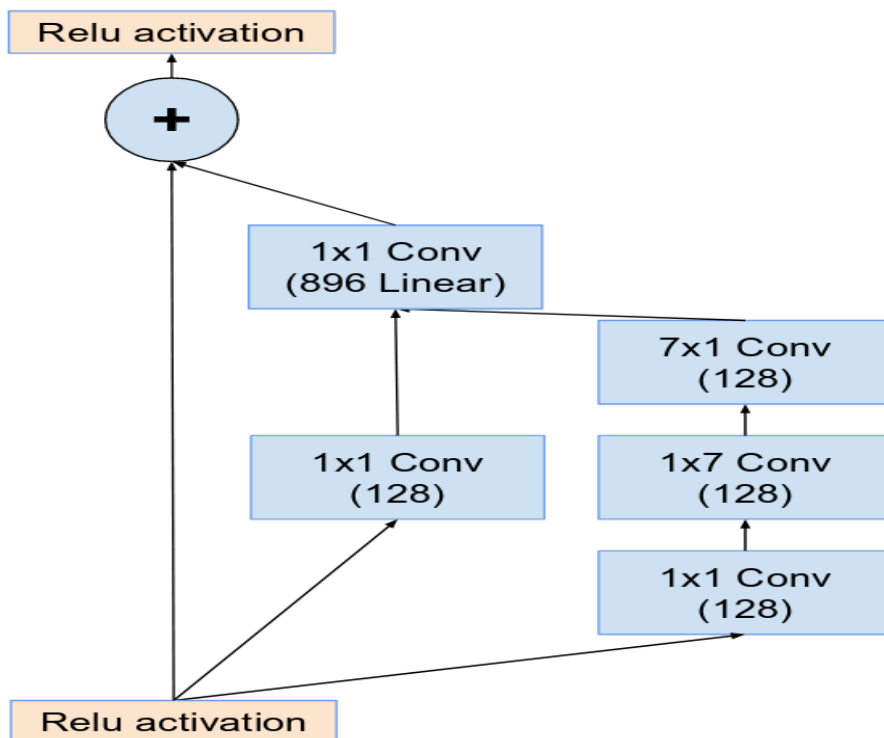 Relu activation
+
1x1 Conv
(896 Linear)
7x1 Conv
(128)
1x1 Conv
(128)
1x7 Conv
(128)
1x1 Conv
(128)
Relu activation